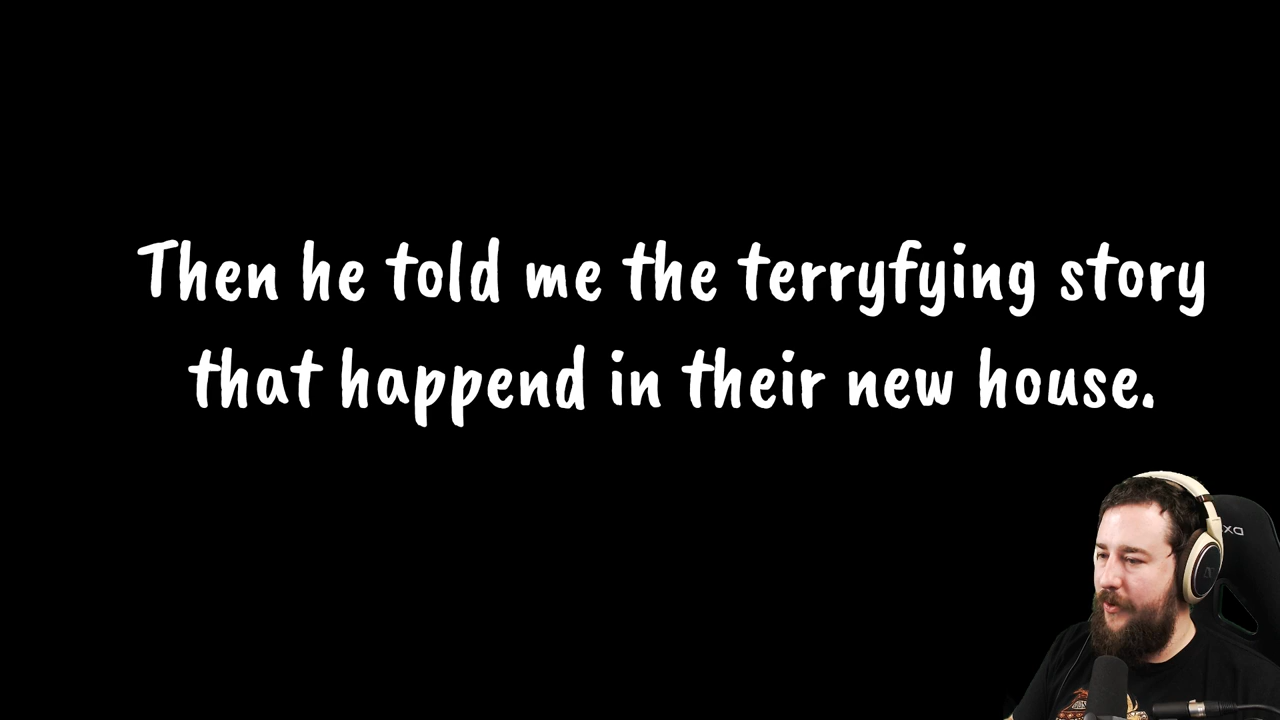 Then he told me the terryfying story
that happend in their new house.